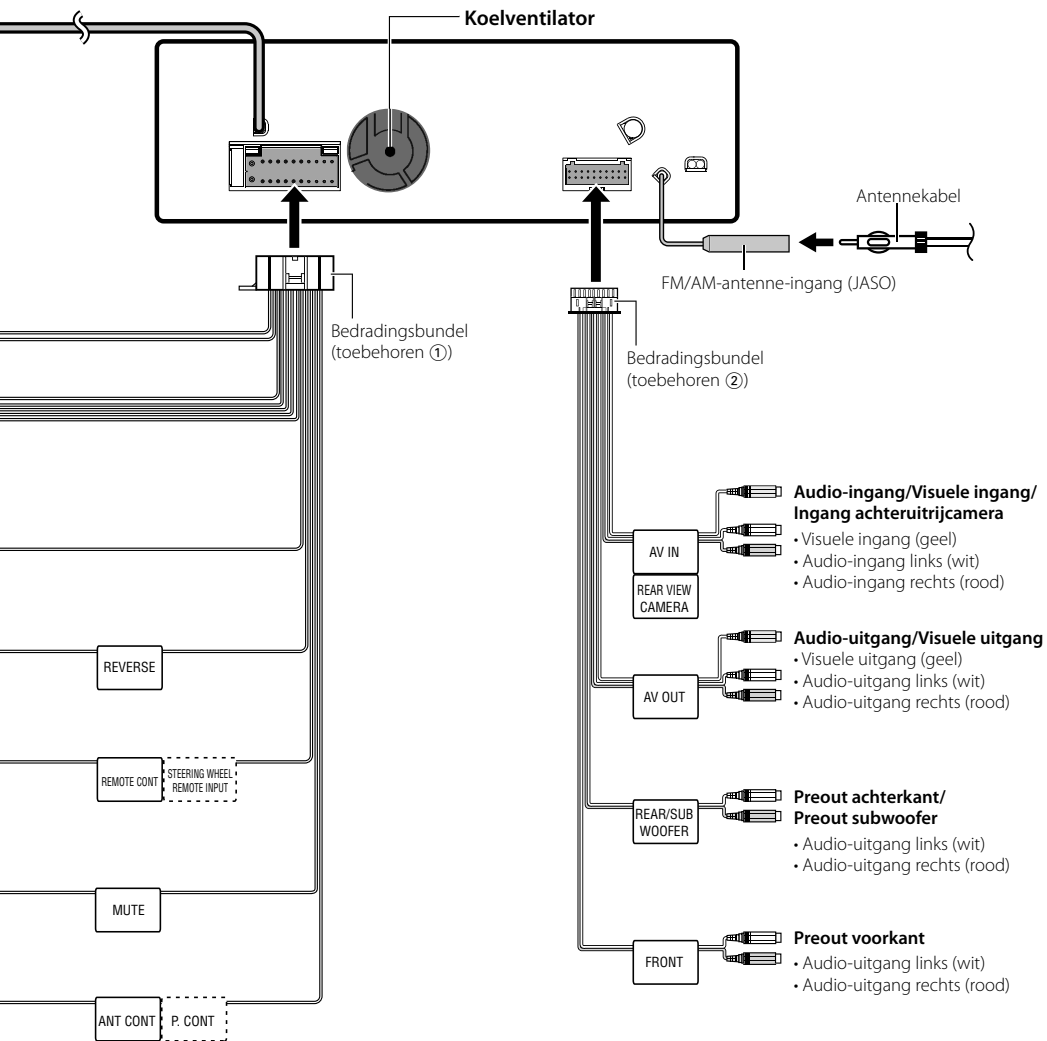 Koelventilator
Antennekabel
FM/AM-antenne-ingang (JASO)
Bedradingsbundel
(toebehoren ①)
Bedradingsbundel
(toebehoren ②)
AV IN
REAR VIEW
CAMERA
Audio-ingang/Visuele ingang/
Ingang achteruitrijcamera
• Visuele ingang (geel)
• Audio-ingang links (wit)
• Audio-ingang rechts (rood)
REVERSE
AV OUT
Audio-uitgang/Visuele uitgang
• Visuele uitgang (geel)
• Audio-uitgang links (wit)
• Audio-uitgang rechts (rood)
REMOTE CONT
STEERING WHEEL
REMOTE INPUT
REAR/SUB
WOOFER
Preout achterkant/
Preout subwoofer
• Audio-uitgang links (wit)
• Audio-uitgang rechts (rood)
MUTE
FRONT
Preout voorkant
• Audio-uitgang links (wit)
• Audio-uitgang rechts (rood)
ANT CONT
P. CONT